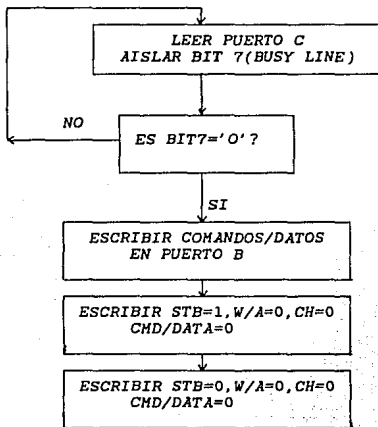 LEER PUERTO C
AISLAR BIT 7(BUSY LINE)
NO
ES BIT7='O'?
SI
ESCRIBIR COMANDOS/DATOS
EN PUERTO B
ESCRIBIR STB=1,W/A=0,CH=0
CMD/DATA=0
ESCRIBIR STB=0,W/A=0,CH=0
CMD/DATA=0